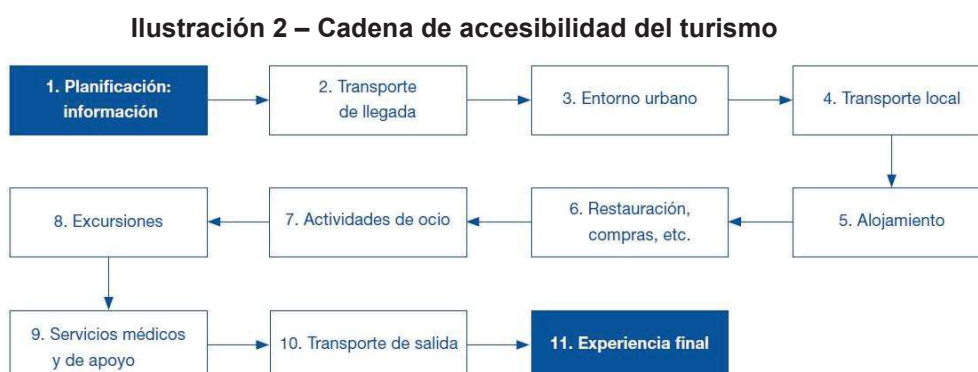 Ilustración 2 – Cadena de accesibilidad del turismo
1. Planificación:
información
2. Transporte
de llegada
3. Entorno urbano
4. Transporte local
5. Alojamiento
6. Restauración,
compras, etc.
7. Actividades de ocio
8. Excursiones
9. Servicios médicos
y de apoyo
10. Transporte de salida
11. Experiencia final